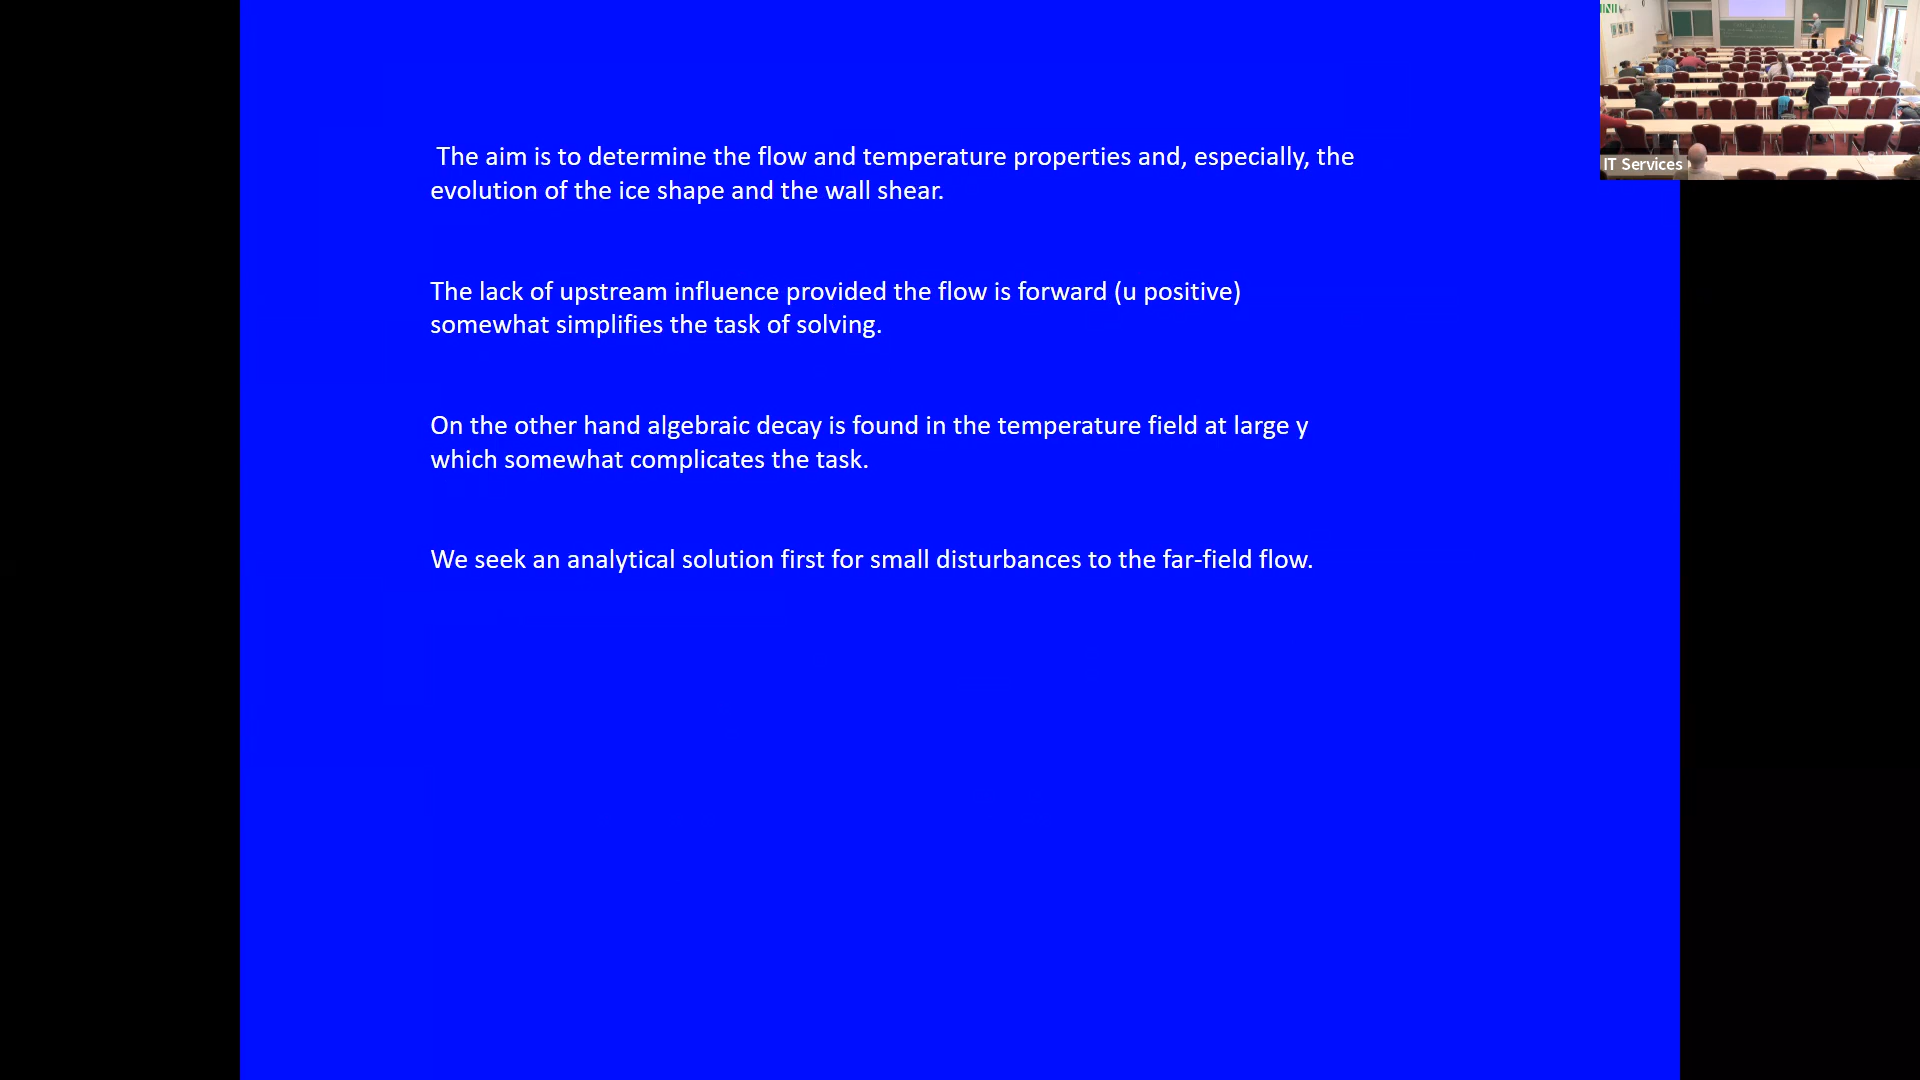 The aim is to determine the flow and temperature properties and, especially, the
evolution of the ice shape and the wall shear.
The lack of upstream influence provided the flow is forward (u positive)
somewhat simplifies the task of solving.
On the other hand algebraic decay is found in the temperature field at large y
which somewhat complicates the task.
We seek an analytical solution first for small disturbances to the far-field flow.
IT Services